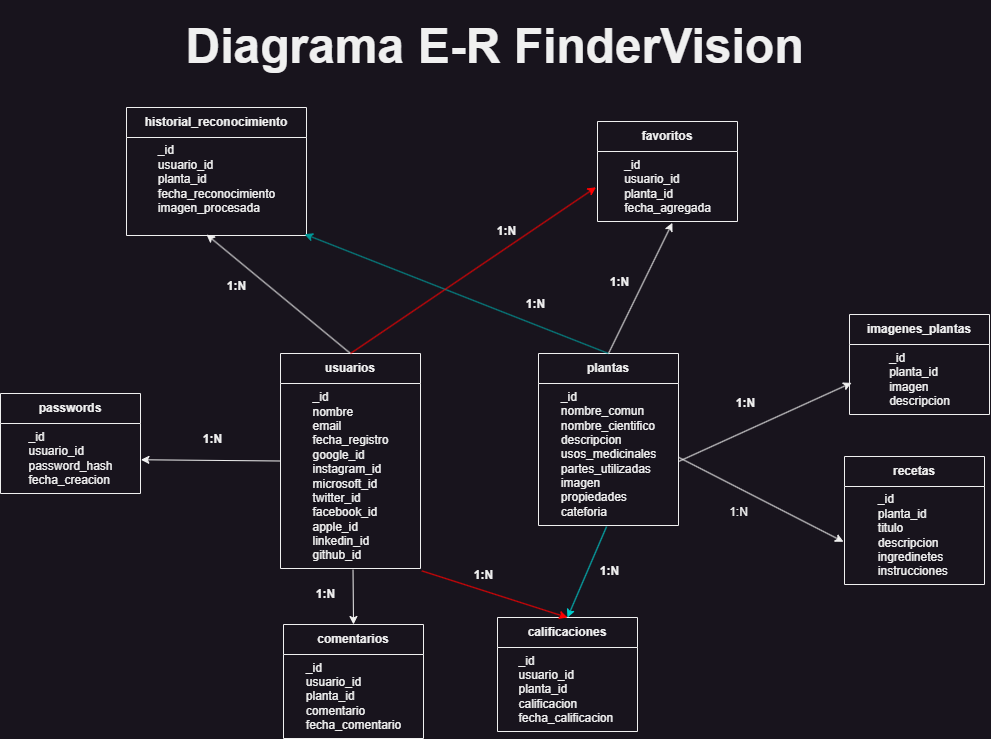 Diagrama E-R FinderVision
historial_reconocimiento
_id
usuario_id
planta_id
fecha_reconocimiento
imagen_procesada
favoritos
_id
usuario_id
planta_id
fecha_agregada
1:N
1:N
1:N
1:N
imagenes_plantas
_id
planta_id
imagen
descripcion
usuarios
_id
nombre
email
fecha_registro
google_id
instagram_id
microsoft_id
twitter_id
facebook_id
apple_id
linkedin_id
github_id
plantas
_id
nombre_comun
nombre_cientifico
descripcion
usos_medicinales
partes_utilizadas
imagen
propiedades
cateforia
passwords
_id
usuario_id
password_hash
fecha_creacion
1:N
1:N
recetas
_id
planta_id
titulo
descripcion
ingredinetes
instrucciones
1:N
1:N
1:N
1:N
comentarios
_id
usuario_id
planta_id
comentario
fecha_comentario
calificaciones
_id
usuario_id
planta_id
calificacion
fecha_calificacion